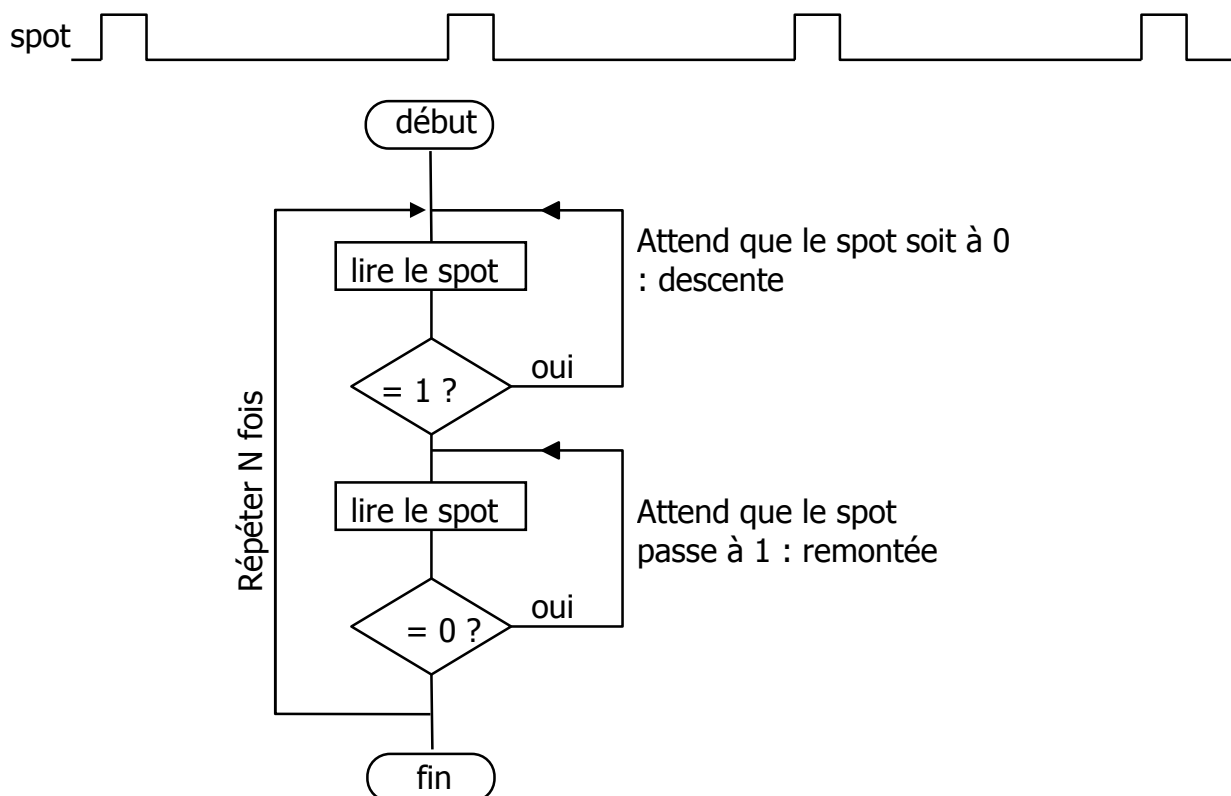 spot
début
Attend que le spot soit à 0
: descente
lire le spot
oui
= 1 ?
Répéter N fois
lire le spot
Attend que le spot
passe à 1 : remontée
oui
= 0 ?
fin